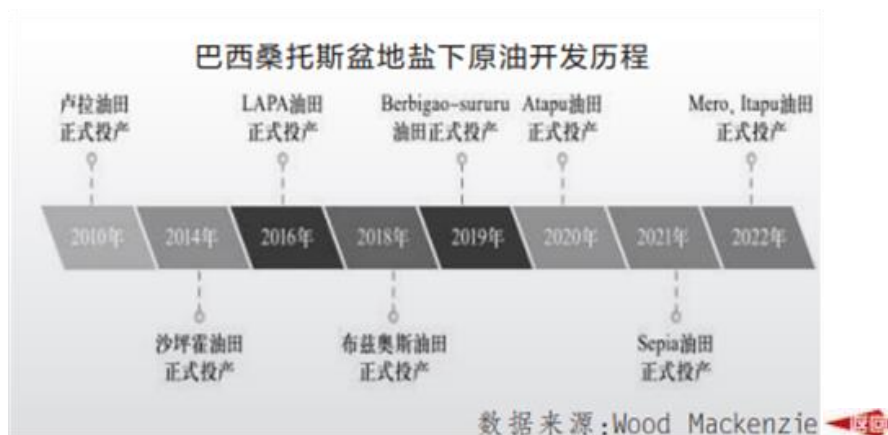 巴西桑托斯盆地盐下原油开发历程
卢拉油田
正式投产
LAPA油田
正式投产
Berbigao-sururu
油田正式投产
Atapu油田
正式投产
Mero, Itapu油田
正式投产
2010年
2014年
2016年
2018年
2019年
2020年
2021年
2022年
沙坪霍油田
正式投产
布兹奥斯油田
正式投产
Sepia油田
正式投产
数据来源:Wood Mackenzie
返回